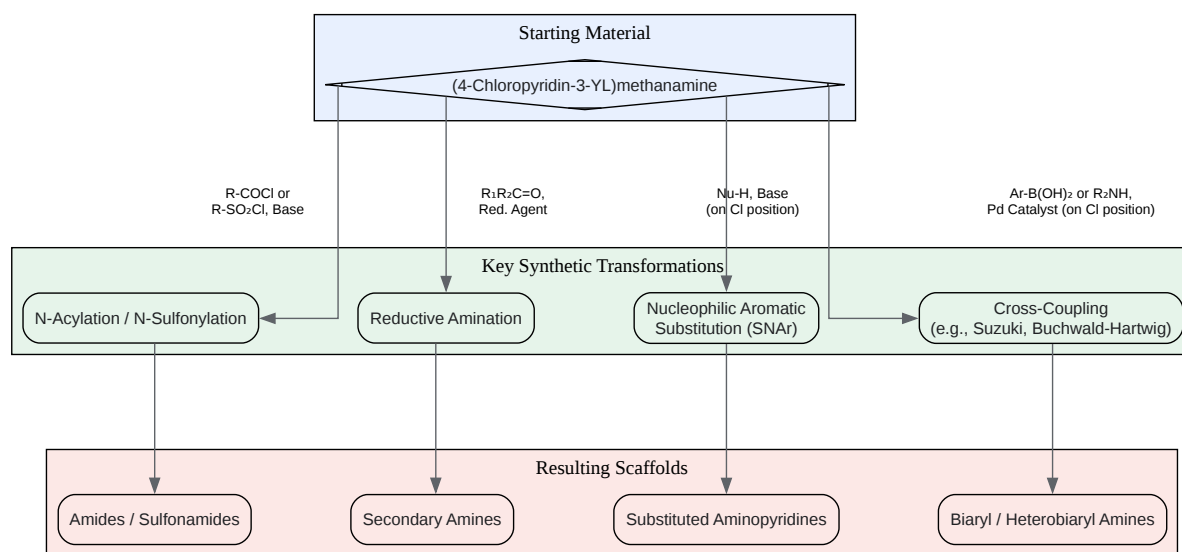 Starting Material
(4-Chloropyridin-3-YL)methanamine
R-COCl or
R-SO₂Cl, Base
R₁R₂C=O,
Red. Agent
Nu-H, Base
(on Cl position)
Ar-B(OH)₂ or R₂NH,
Pd Catalyst (on Cl position)
Key Synthetic Transformations
N-Acylation / N-Sulfonylation
Reductive Amination
Nucleophilic Aromatic
Substitution (SNAr)
Cross-Coupling
(e.g., Suzuki, Buchwald-Hartwig)
Resulting Scaffolds
Amides / Sulfonamides
Secondary Amines
Substituted Aminopyridines
Biaryl / Heterobiaryl Amines